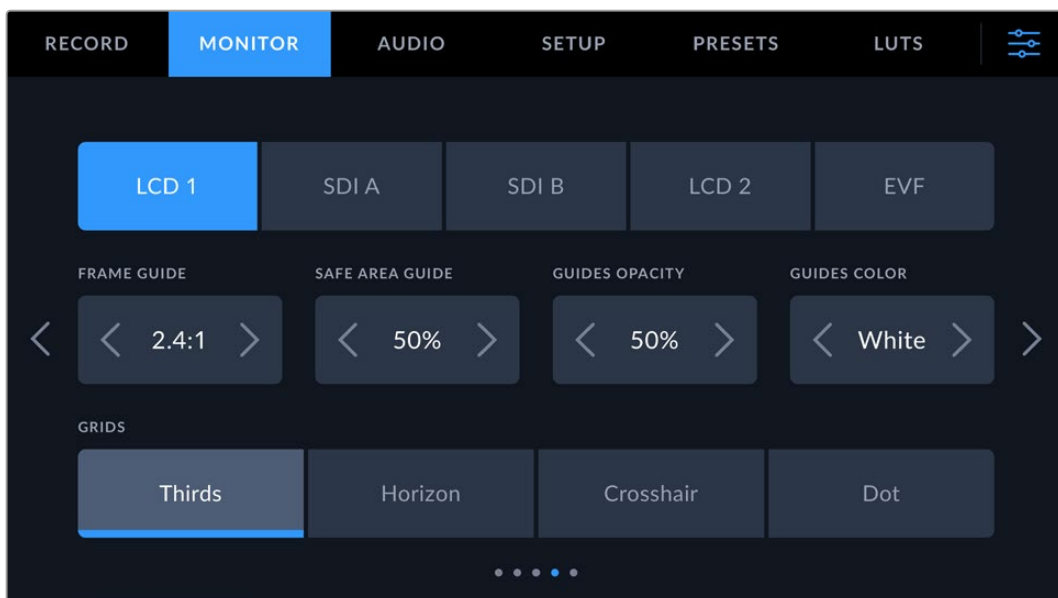 RECORD MONITOR AUDIO SETUP PRESETS LUTS
LCD 1 SDI A SDI B LCD 2 EVF
FRAME GUIDE SAFE AREA GUIDE GUIDES OPACITY GUIDES COLOR
2.4:1 50% 50% White
GRIDS
Thirds Horizon Crosshair Dot